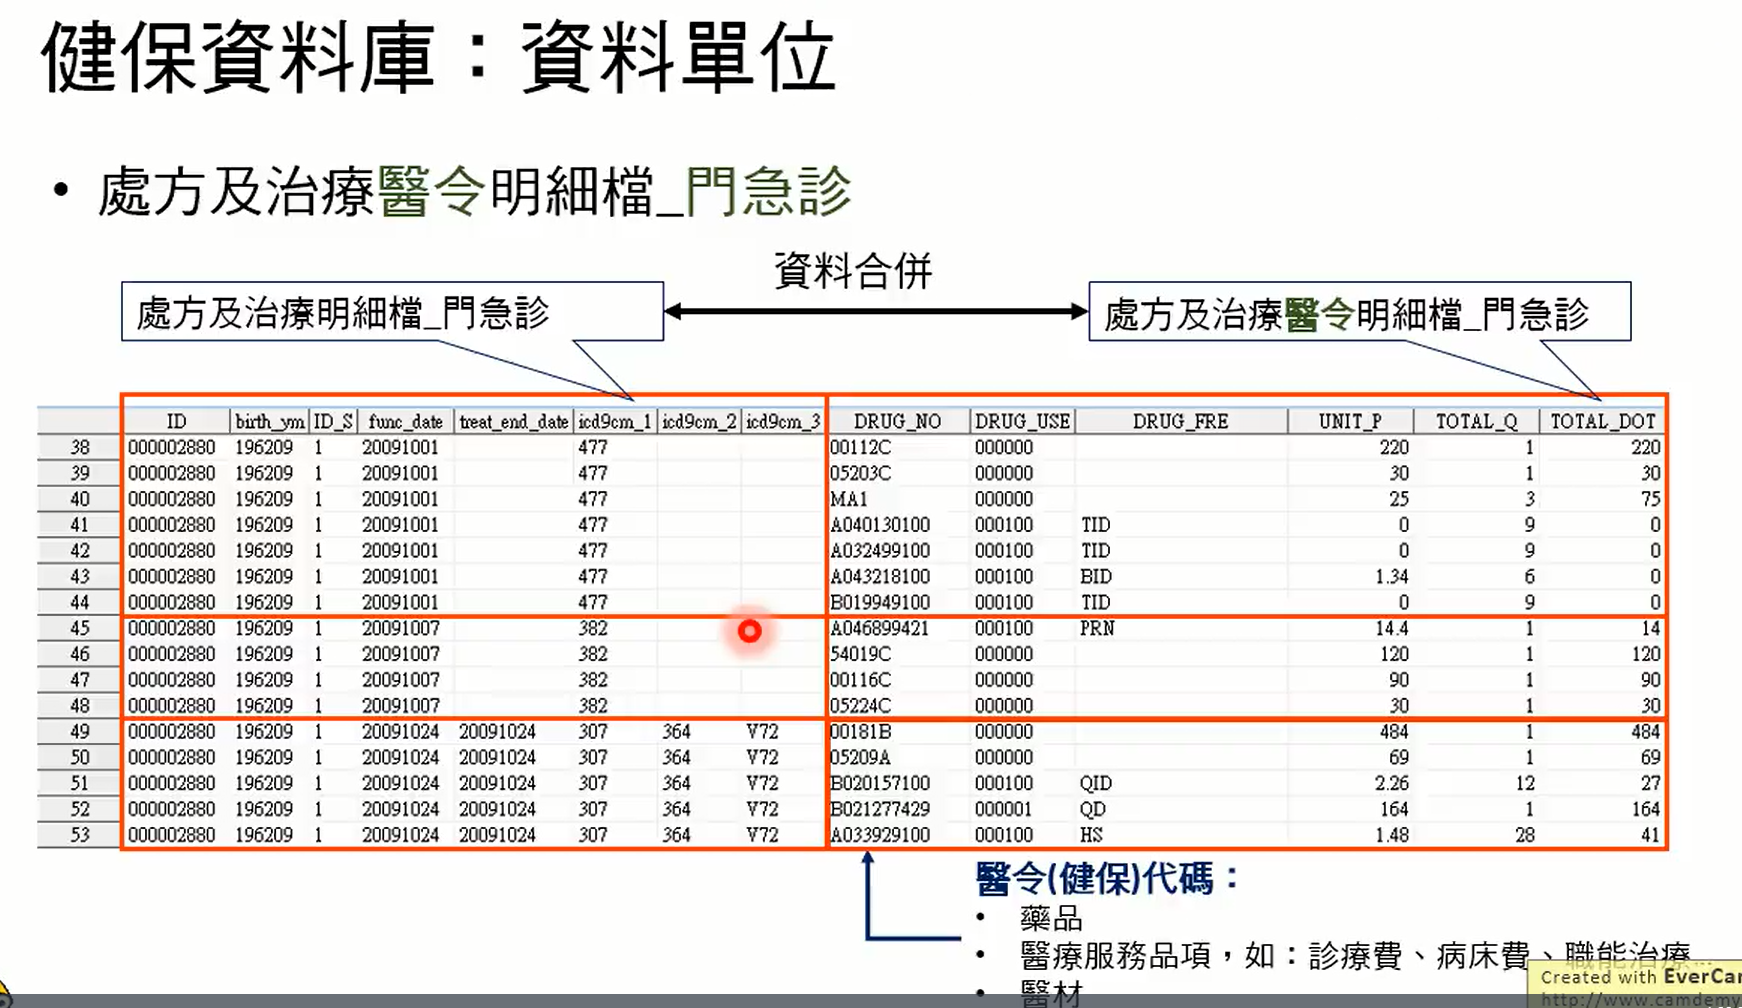 健保資料庫：資料單位
• 處方及治療醫令明細檔_門急診
資料合併
處方及治療明細檔_門急診
處方及治療醫令明細檔_門急診
ID birth_ym ID_S func_date treat_end_date icd9cm_1 icd9cm_2 icd9cm_3 DRUG_NO DRUG_USE DRUG_FRE UNIT_P TOTAL_Q TOTAL_DOT
38 000002880 196209 1 20091001 477 00112C 000000 220 1 220
39 000002880 196209 1 20091001 477 05203C 000000 30 1 30
40 000002880 196209 1 20091001 477 MA1 000000 25 3 75
41 000002880 196209 1 20091001 477 A040130100 000100 TID 0 9 0
42 000002880 196209 1 20091001 477 A032499100 000100 TID 0 9 0
43 000002880 196209 1 20091001 477 A043218100 000100 BID 1.34 6 0
44 000002880 196209 1 20091001 477 B019949100 000100 TID 0 9 0
45 000002880 196209 1 20091007 382 A046899421 000100 PRN 14.4 1 14
46 000002880 196209 1 20091007 382 54019C 000000 120 1 120
47 000002880 196209 1 20091007 382 00116C 000000 90 1 90
48 000002880 196209 1 20091007 382 05224C 000000 30 1 30
49 000002880 196209 1 20091024 20091024 307 364 V72 00181B 000000 484 1 484
50 000002880 196209 1 20091024 20091024 307 364 V72 05209A 000000 69 1 69
51 000002880 196209 1 20091024 20091024 307 364 V72 B020157100 000100 QID 2.26 12 27
52 000002880 196209 1 20091024 20091024 307 364 V72 B021277429 000001 QD 164 1 164
53 000002880 196209 1 20091024 20091024 307 364 V72 A033929100 000100 HS 1.48 28 41
醫令(健保)代碼：
• 藥品
• 醫療服務品項，如：診療費、病床費、職能治療...
• 醫材
Created with EverCam
http://www.camdemy